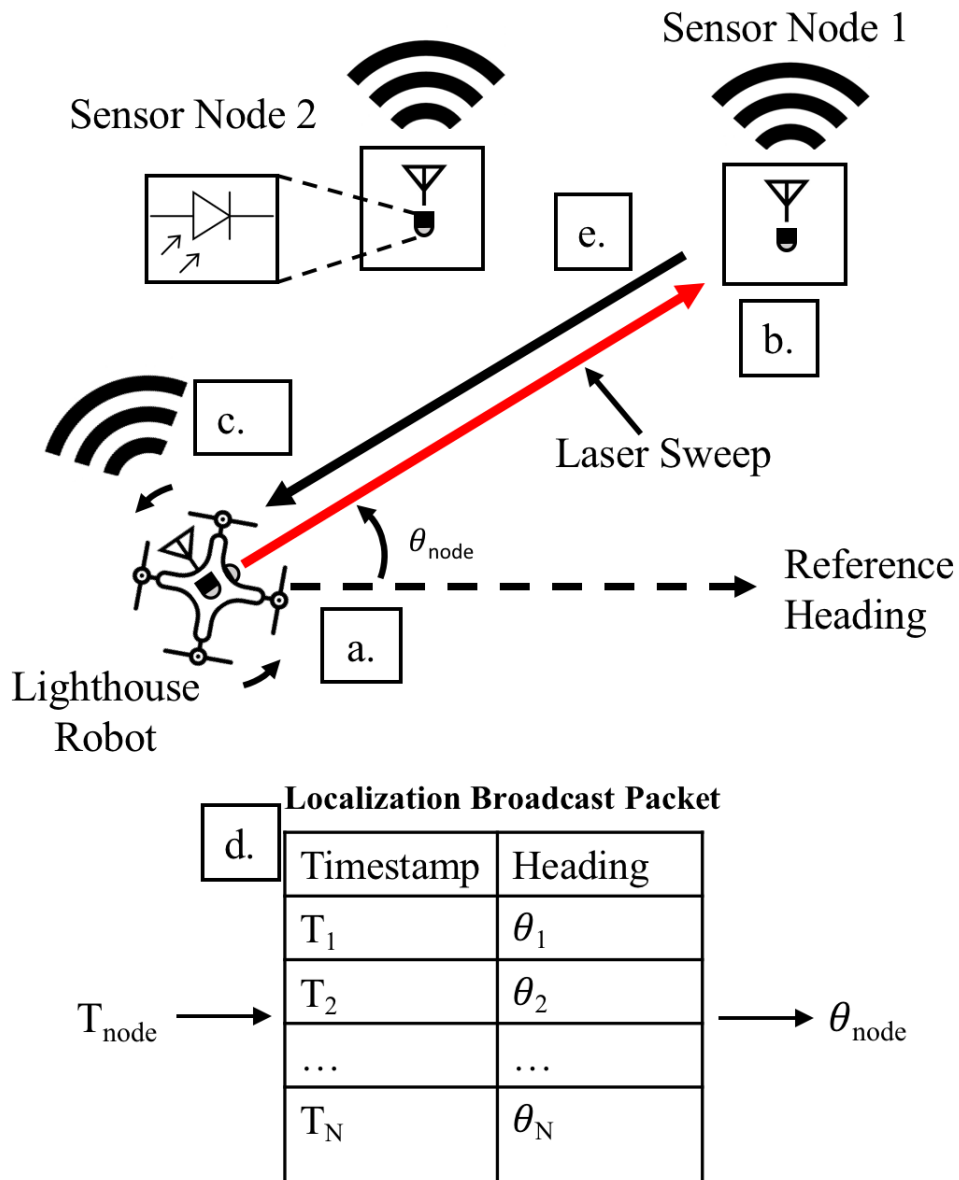 Sensor Node 1
Sensor Node 2
e.
b.
c.
Laser Sweep
θnode
Reference
Heading
a.
Lighthouse
Robot
Localization Broadcast Packet
d.
Timestamp Heading
T1 θ1
T2 θ2
Tnode θnode
... ...
TN θN